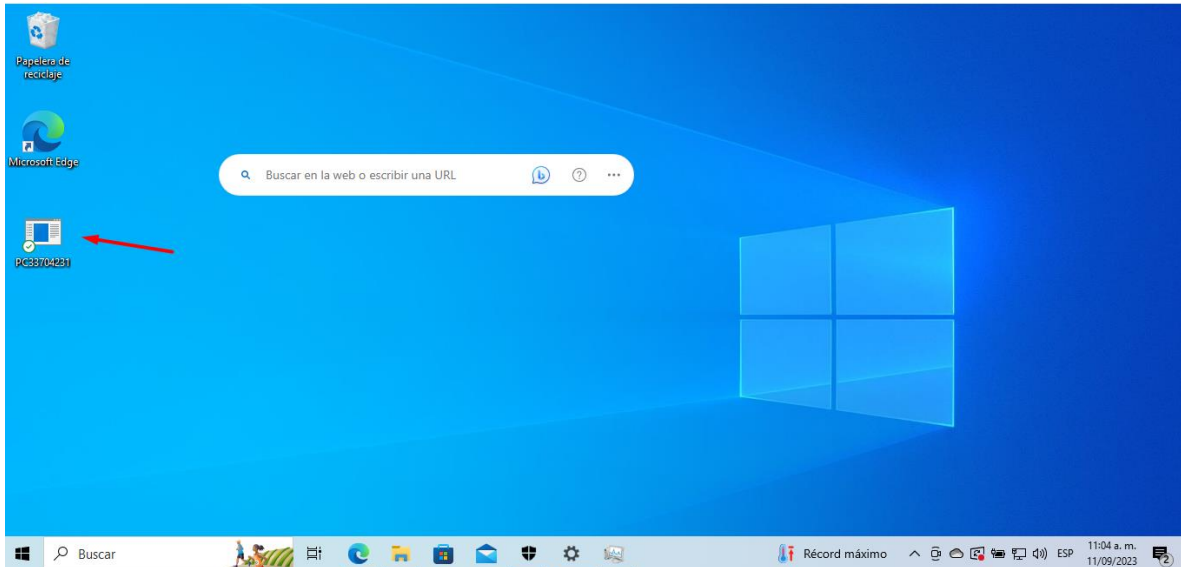 Papelera de
reciclaje
Microsoft Edge
Buscar en la web o escribir una URL
PC33704231
Buscar
Récord máximo
ESP
11:04 a. m.
11/09/2023
2